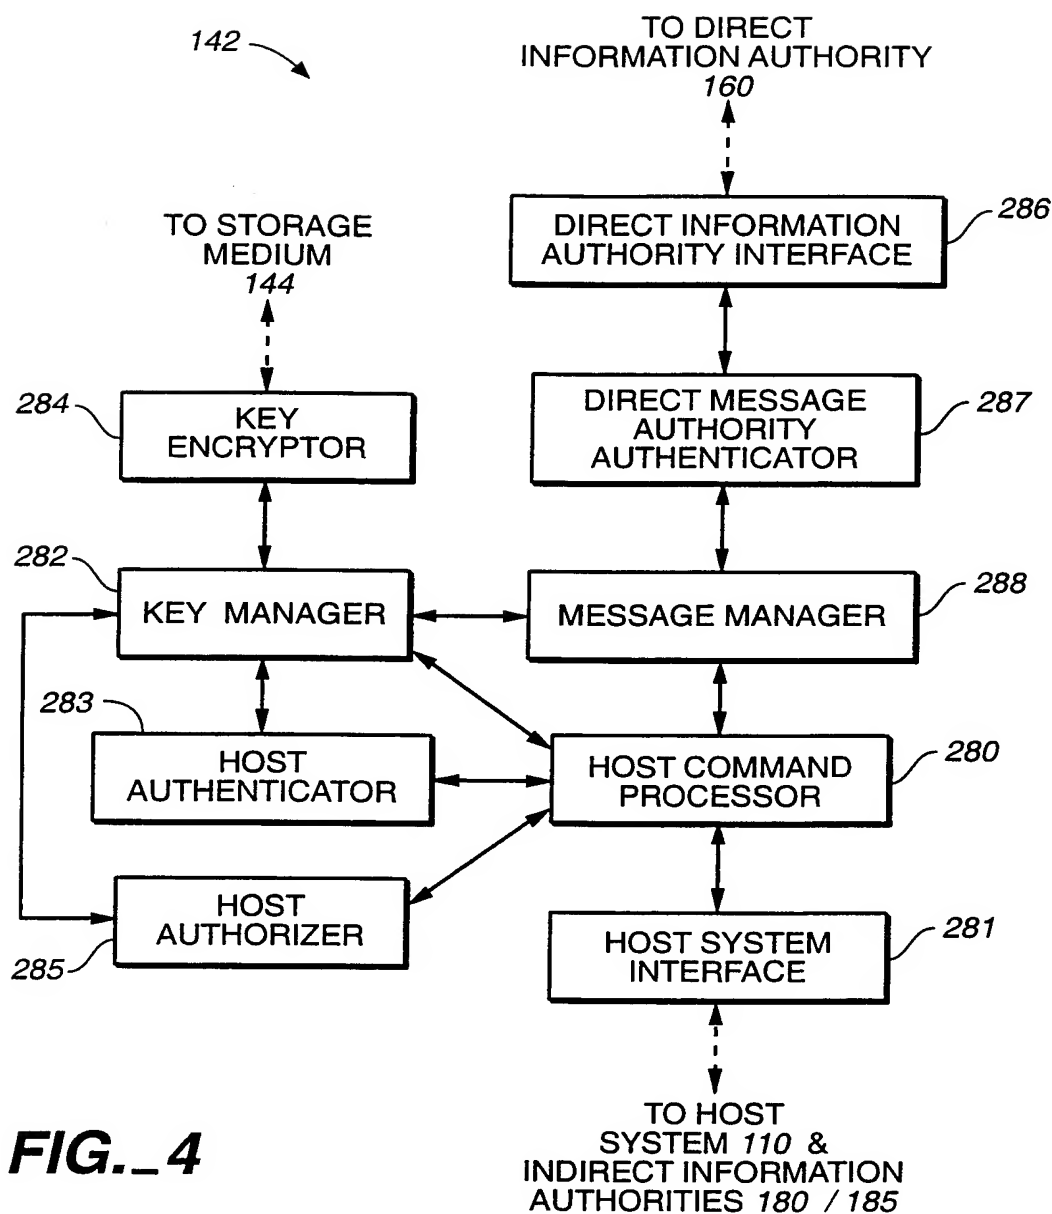 142
TO DIRECT
INFORMATION AUTHORITY
160
286
DIRECT INFORMATION
AUTHORITY INTERFACE
TO STORAGE
MEDIUM
144
284
KEY
ENCRYPTOR
DIRECT MESSAGE
AUTHORITY
AUTHENTICATOR
287
282
KEY MANAGER
MESSAGE MANAGER
288
283
HOST
AUTHENTICATOR
HOST COMMAND
PROCESSOR
280
HOST
AUTHORIZER
285
HOST SYSTEM
INTERFACE
281
TO HOST
SYSTEM 110 &
INDIRECT INFORMATION
AUTHORITIES 180 / 185
FIG._4